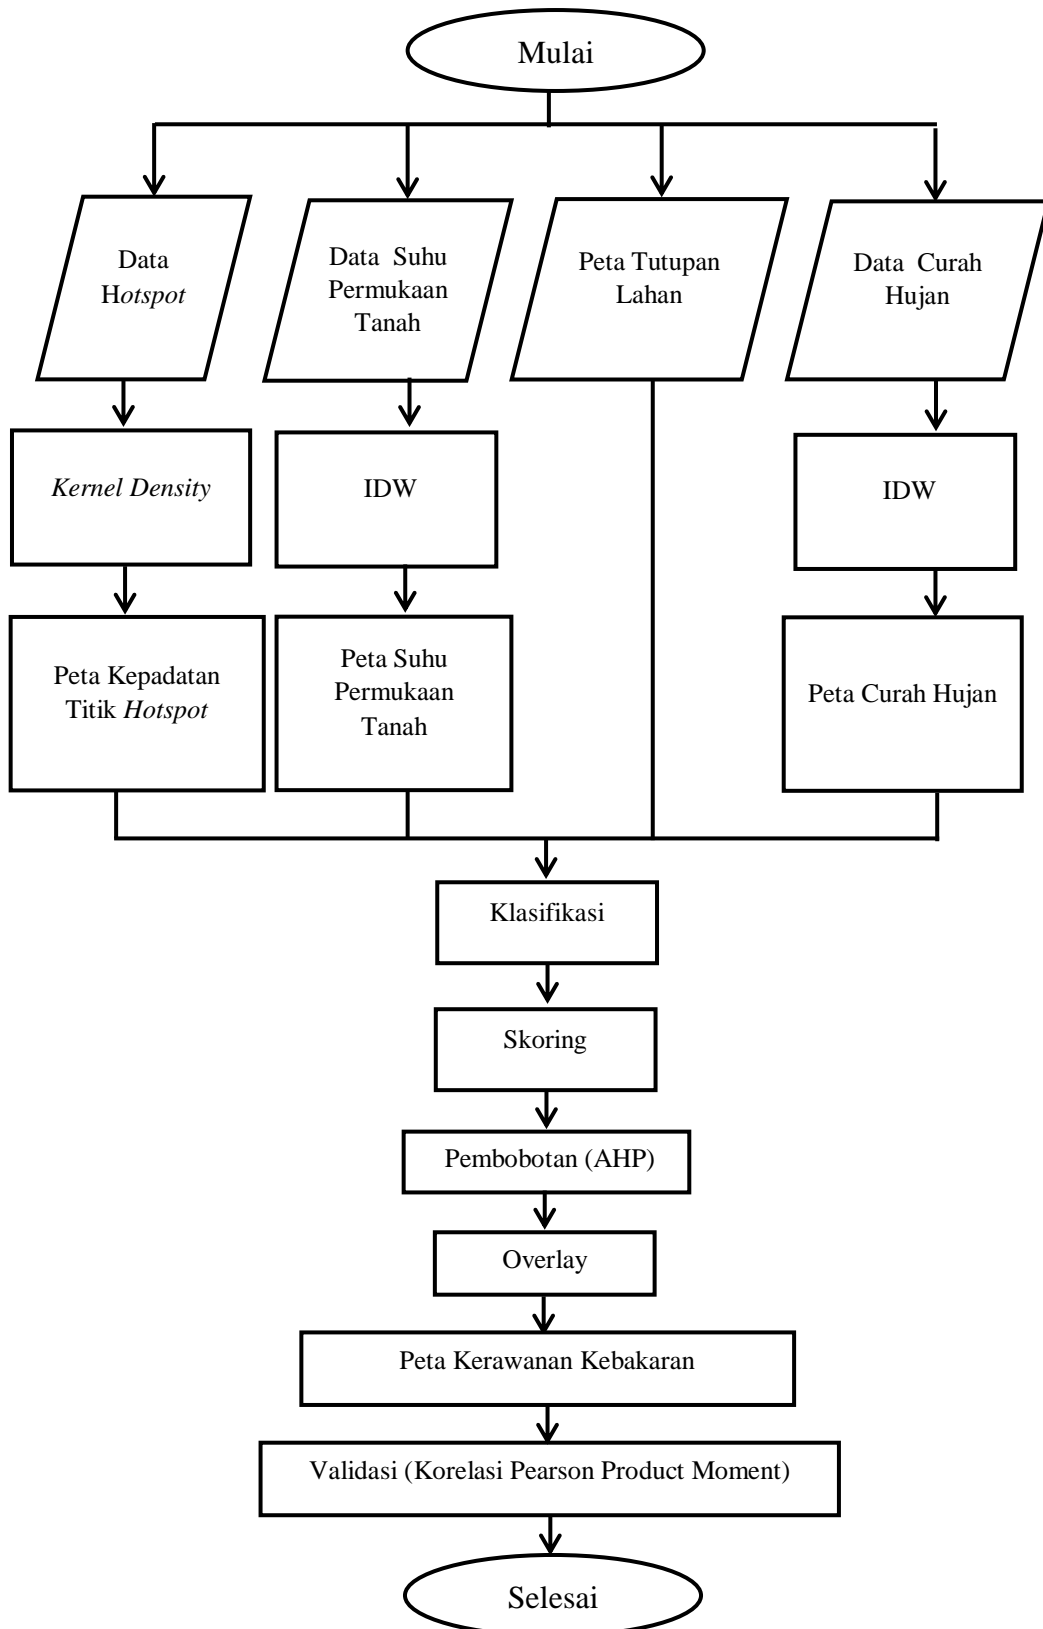 Mulai
Data
Hotspot
Data Suhu
Permukaan
Tanah
Peta Tutupan
Lahan
Data Curah
Hujan
Kernel Density
IDW
IDW
Peta Kepadatan
Titik Hotspot
Peta Suhu
Permukaan
Tanah
Peta Curah Hujan
Klasifikasi
Skoring
Pembobotan (AHP)
Overlay
Peta Kerawanan Kebakaran
Validasi (Korelasi Pearson Product Moment)
Selesai